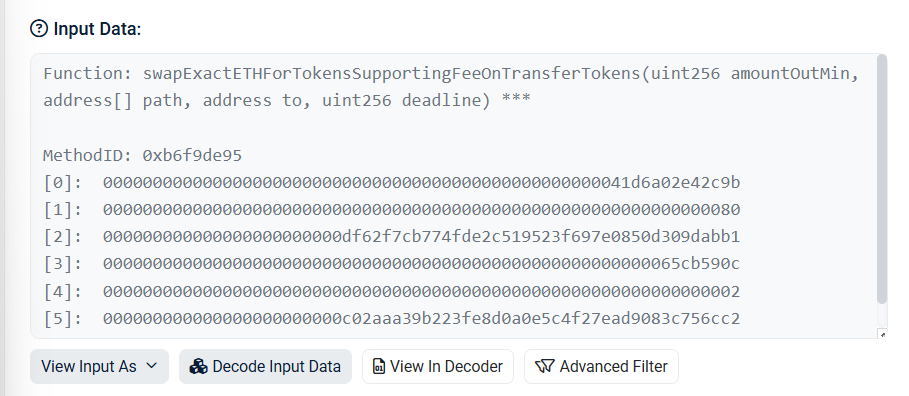 Input Data:
Function: swapExactETHForTokensSupportingFeeOnTransferTokens(uint256 amountOutMin,
address[] path, address to, uint256 deadline) ***
MethodID: 0xb6f9de95
[0]: 000000000000000000000000000000000000000000000000000041d6a02e42c9b
[1]: 0000000000000000000000000000000000000000000000000000000000000080
[2]: 000000000000000000000000df62f7cb774fde2c519523f697e0850d309dabb1
[3]: 0000000000000000000000000000000000000000000000000000000065cb590c
[4]: 0000000000000000000000000000000000000000000000000000000000000002
[5]: 000000000000000000000000c02aaa39b223fe8d0a0e5c4f27ead9083c756cc2
View Input As
Decode Input Data
View In Decoder
Advanced Filter